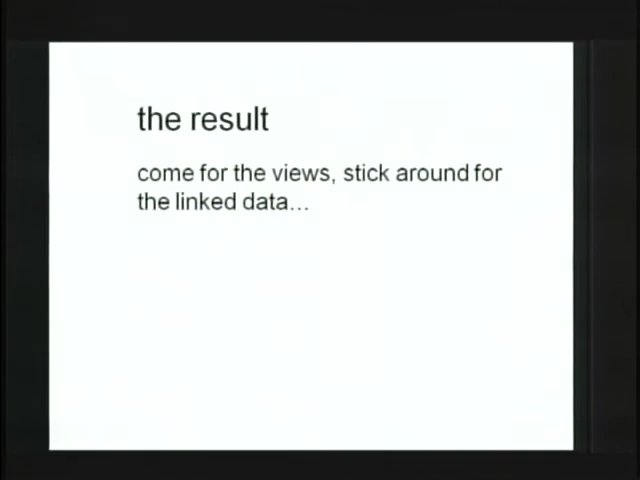 the result
come for the views, stick around for
the linked data...